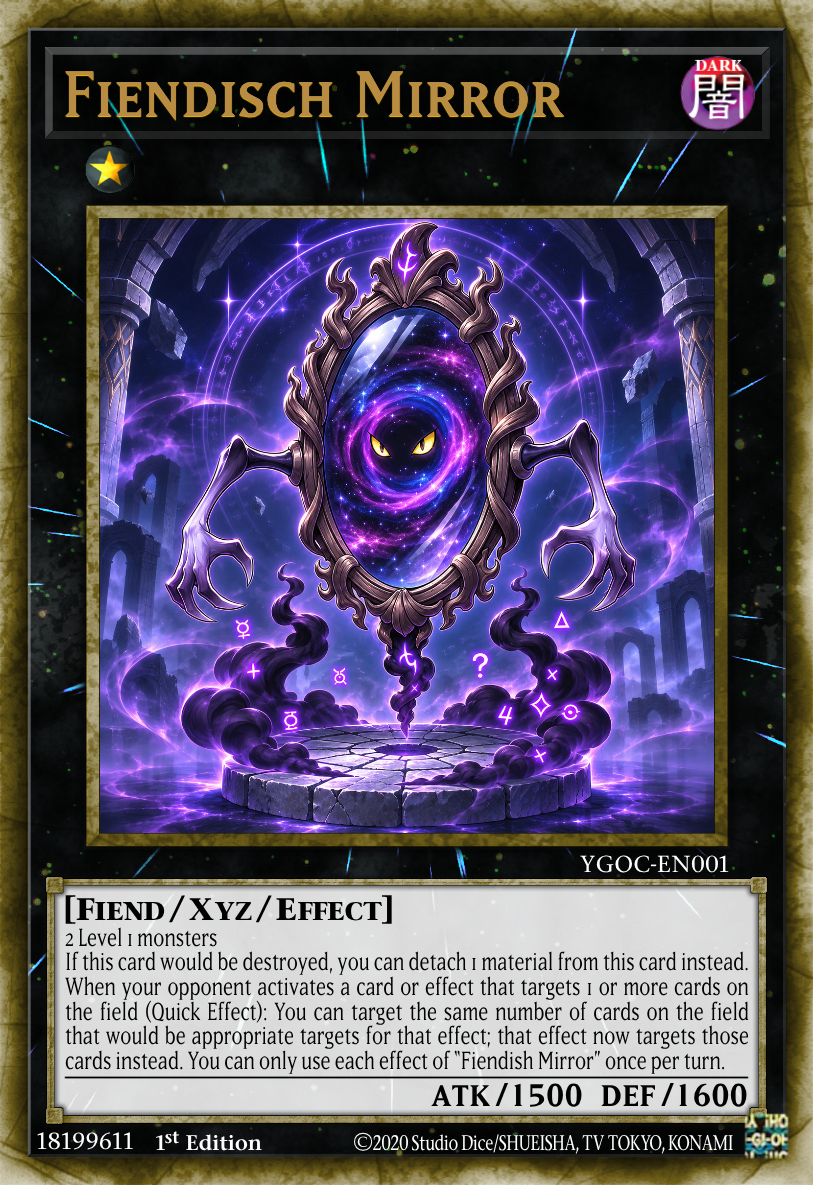 FIENDISCH MIRROR
DARK
闇
YGOC-EN001
[FIEND/XYZ/EFFECT]
2 Level 1 monsters
If this card would be destroyed, you can detach 1 material from this card instead.
When your opponent activates a card or effect that targets 1 or more cards on
the field (Quick Effect): You can target the same number of cards on the field
that would be appropriate targets for that effect; that effect now targets those
cards instead. You can only use each effect of “Fiendish Mirror” once per turn.
ATK/1500 DEF/1600
18199611 1st Edition ©2020 Studio Dice/SHUEISHA, TV TOKYO, KONAMI